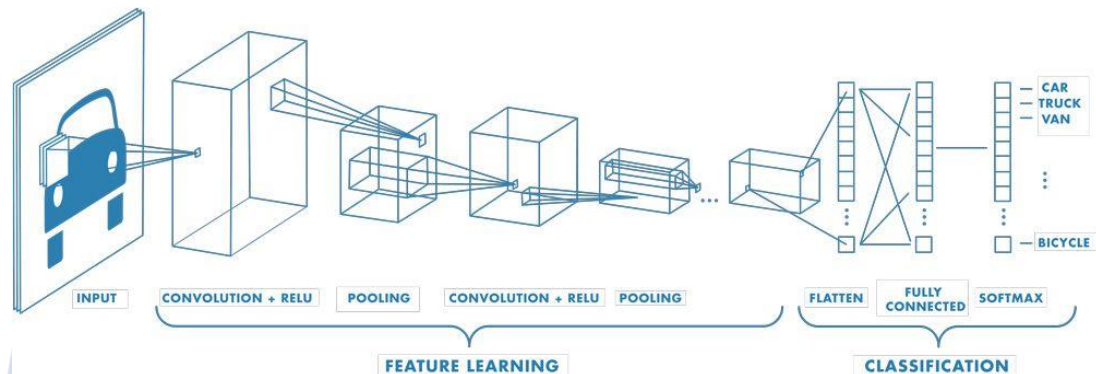 CAR
TRUCK
VAN
BICYCLE
INPUT
CONVOLUTION + RELU
POOLING
CONVOLUTION + RELU
POOLING
FLATTEN
FULLY
CONNECTED
SOFTMAX
FEATURE LEARNING
CLASSIFICATION